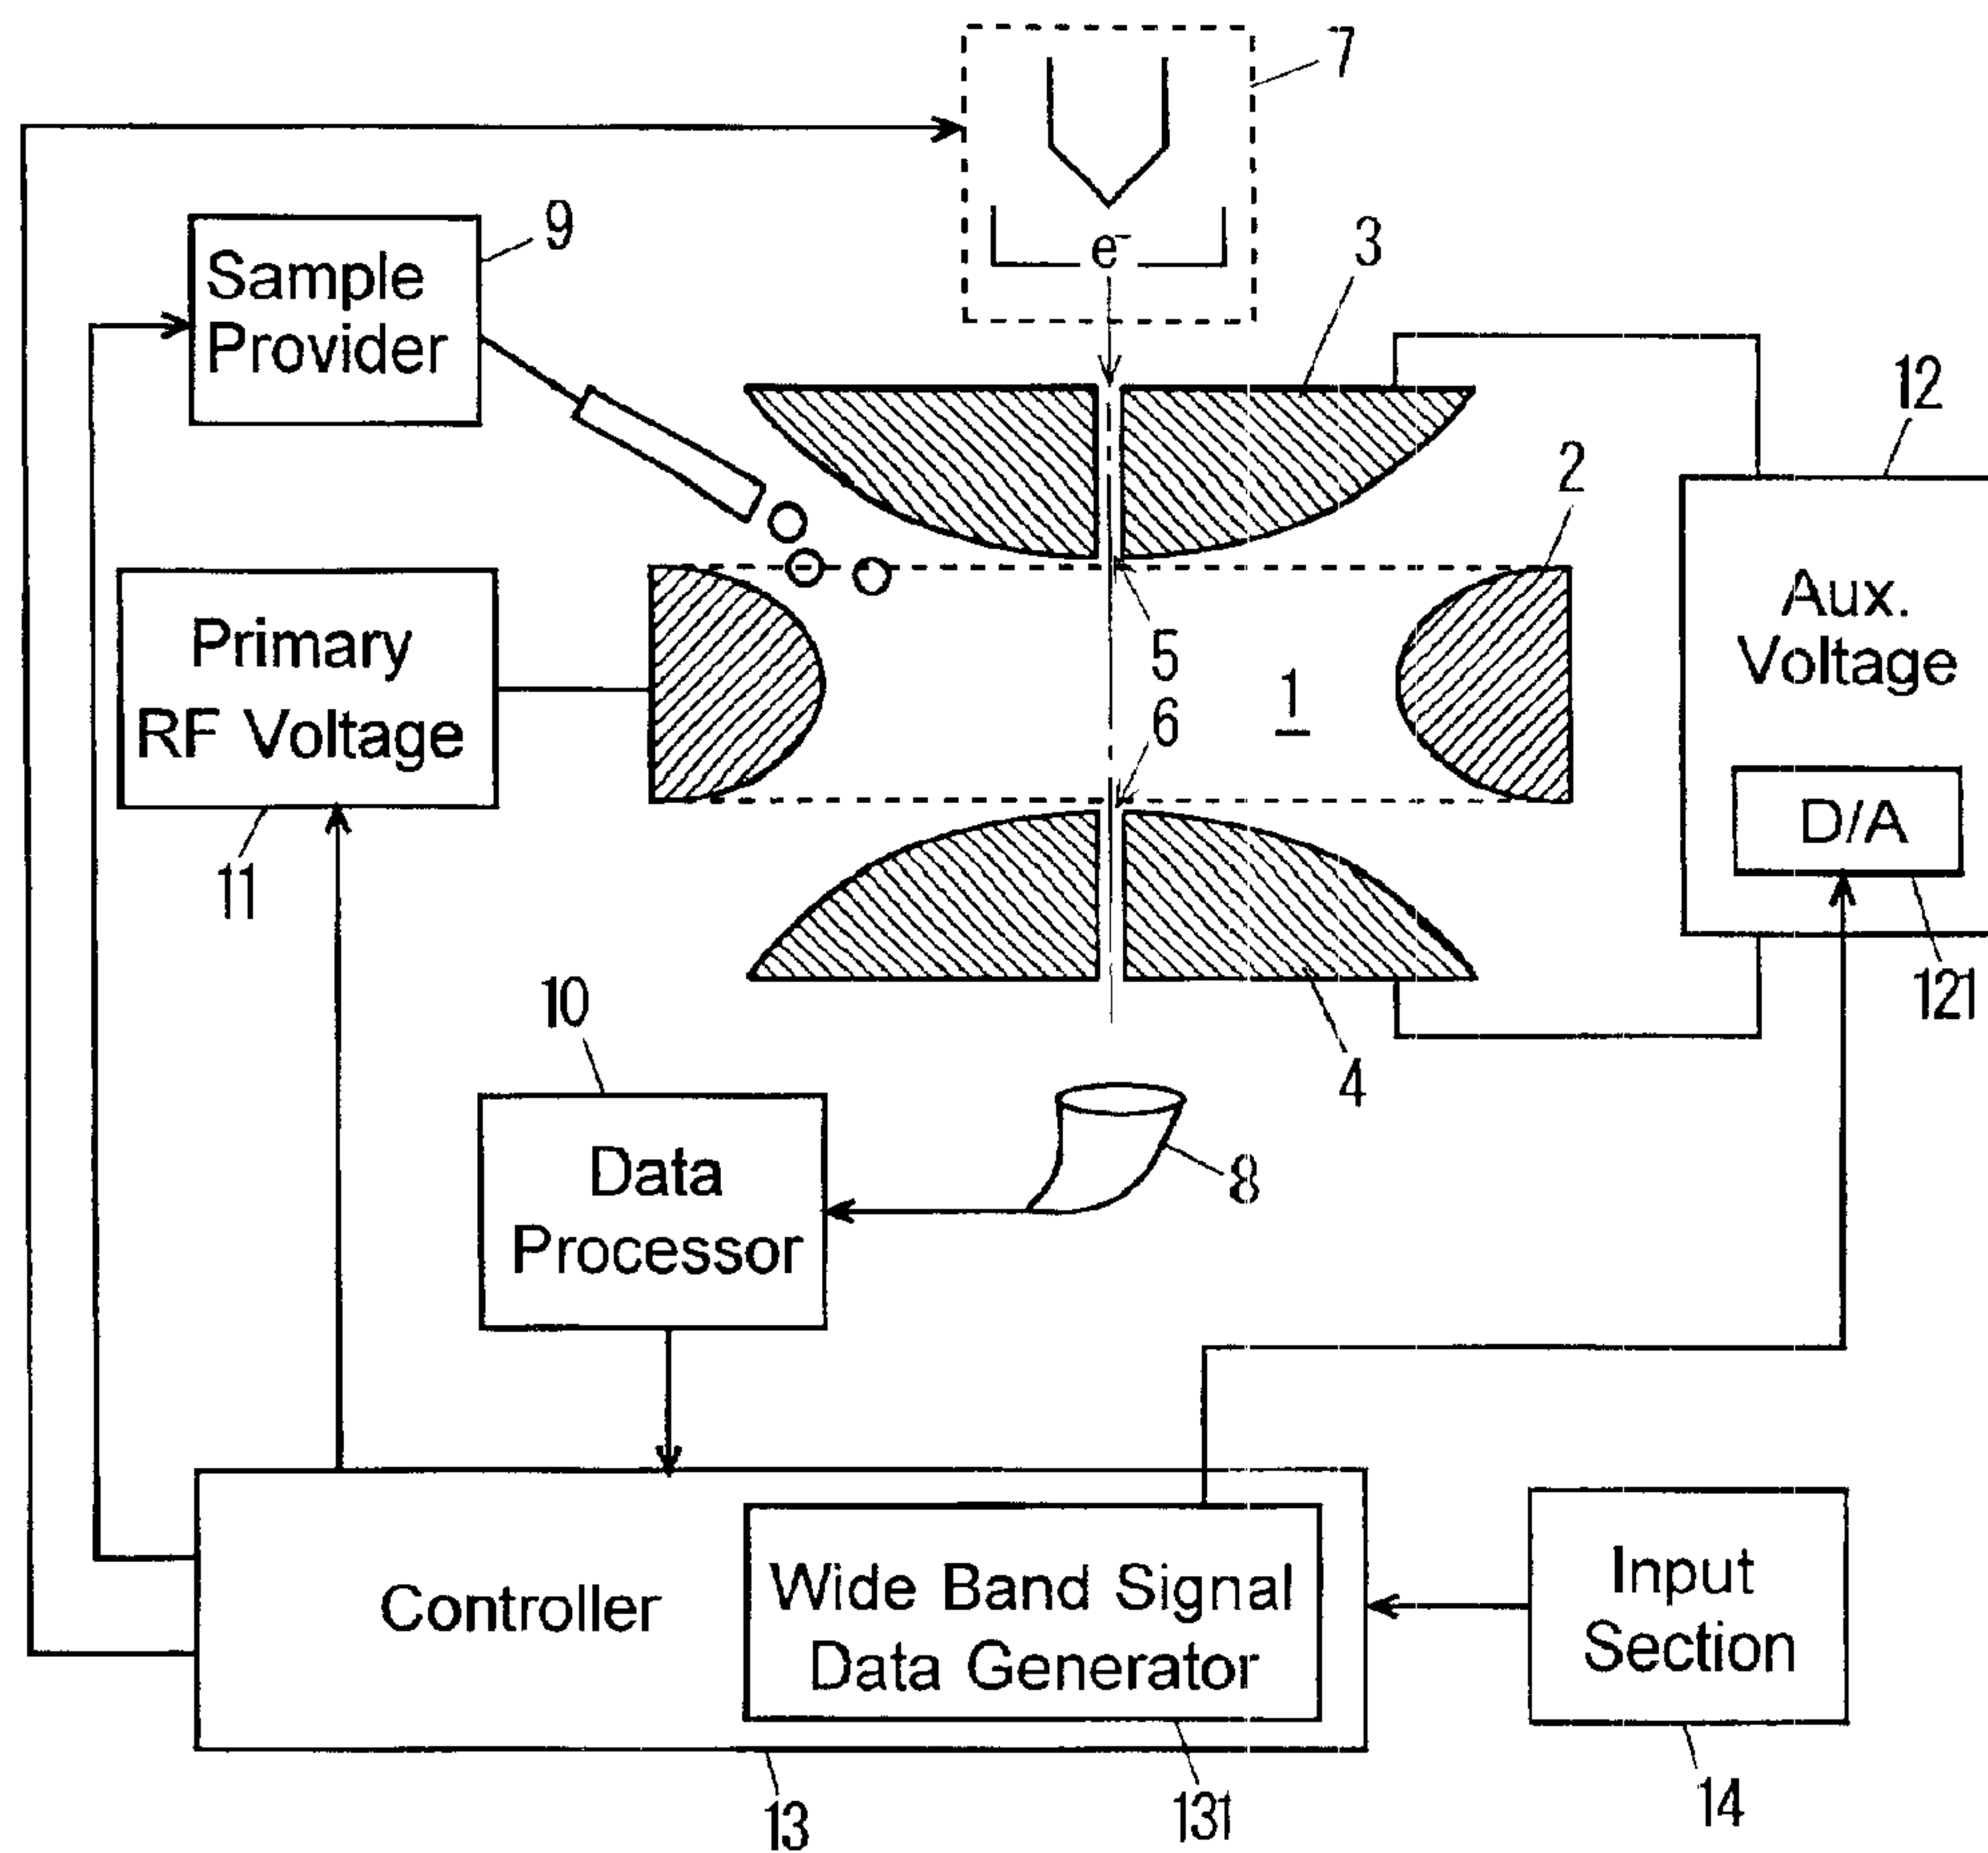 7
9
Sample
Provider
e⁻
3
12
2
Primary
RF Voltage
11
5
6
1
Aux.
Voltage
D/A
121
10
4
Data
Processor
8
Controller
Wide Band Signal
Data Generator
Input
Section
13
131
14